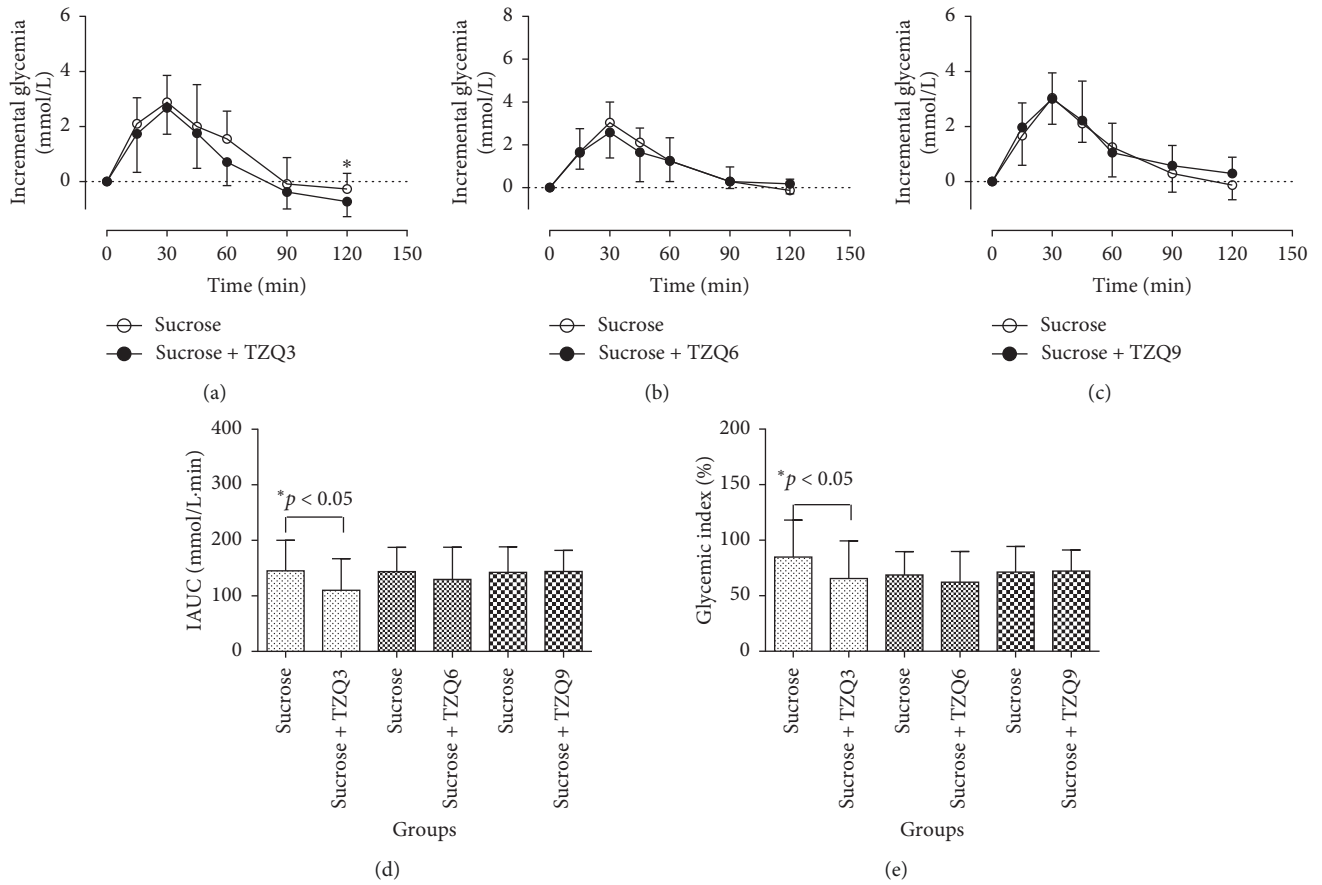 Incremental glycemia
(mmol/L)
6
4
2
0
0 30 60 90 120 150
*
Time (min)
Sucrose
Sucrose + TZQ3
(a)
Incremental glycemia
(mmol/L)
8
6
4
2
0
0 30 60 90 120 150
Time (min)
Sucrose
Sucrose + TZQ6
(b)
Incremental glycemia
(mmol/L)
6
4
2
0
0 30 60 90 120 150
Time (min)
Sucrose
Sucrose + TZQ9
(c)
IAUC (mmol/L·min)
400
300
200
100
0
*p < 0.05
Sucrose
Sucrose + TZQ3
Sucrose
Sucrose + TZQ6
Sucrose
Sucrose + TZQ9
Groups
(d)
Glycemic index (%)
200
150
100
50
0
*p < 0.05
Sucrose
Sucrose + TZQ3
Sucrose
Sucrose + TZQ6
Sucrose
Sucrose + TZQ9
Groups
(e)